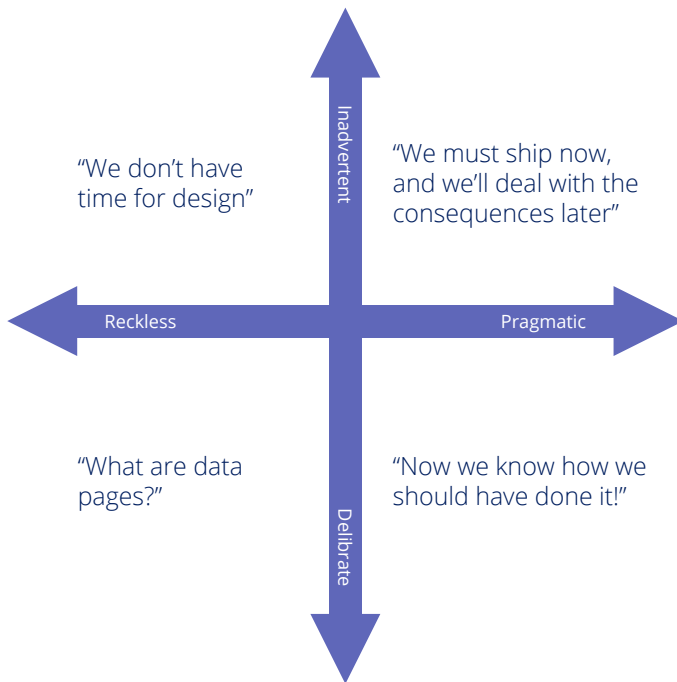 Inadvertent
“We don’t have
time for design”
“We must ship now,
and we’ll deal with the
consequences later”
Reckless
Pragmatic
“What are data
pages?”
“Now we know how we
should have done it!”
Delibrate